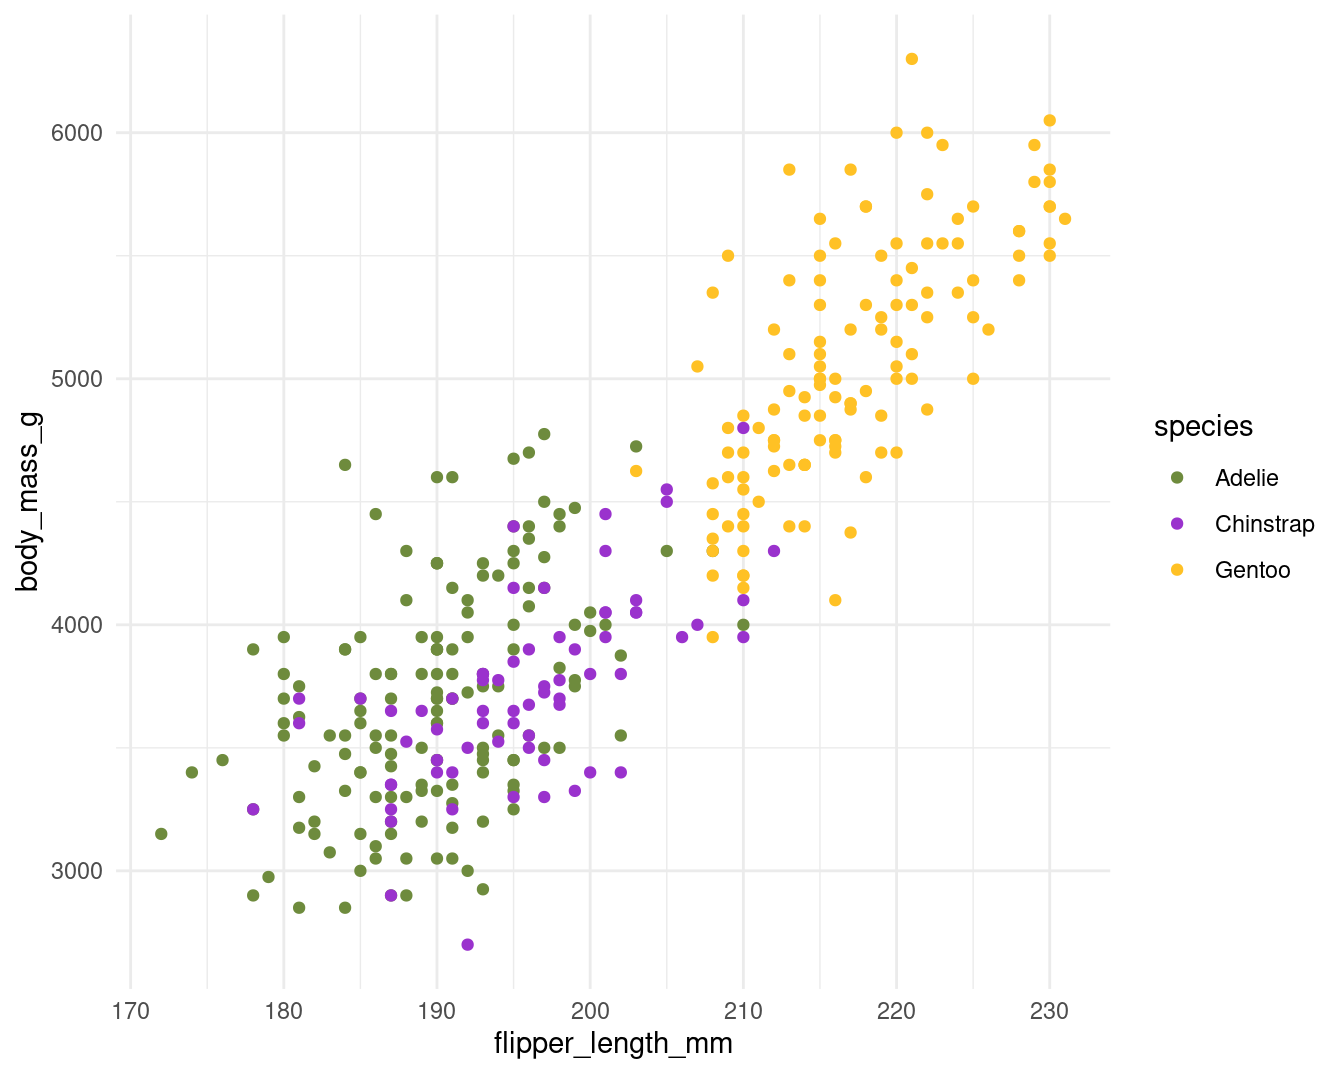 body_mass_g
6000
5000
4000
3000
170 180 190 200 210 220 230
flipper_length_mm
species
Adelie
Chinstrap
Gentoo